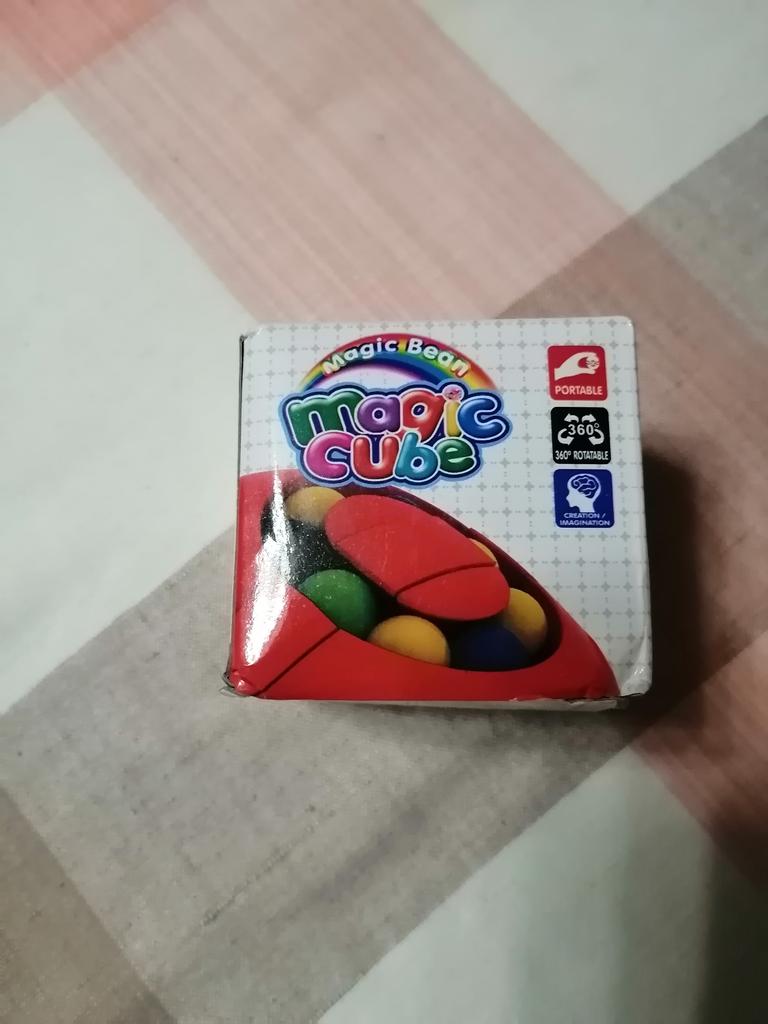 Magic Bean
magic
cube
PORTABLE
360°
360° ROTATABLE
CREATION /
IMAGINATION